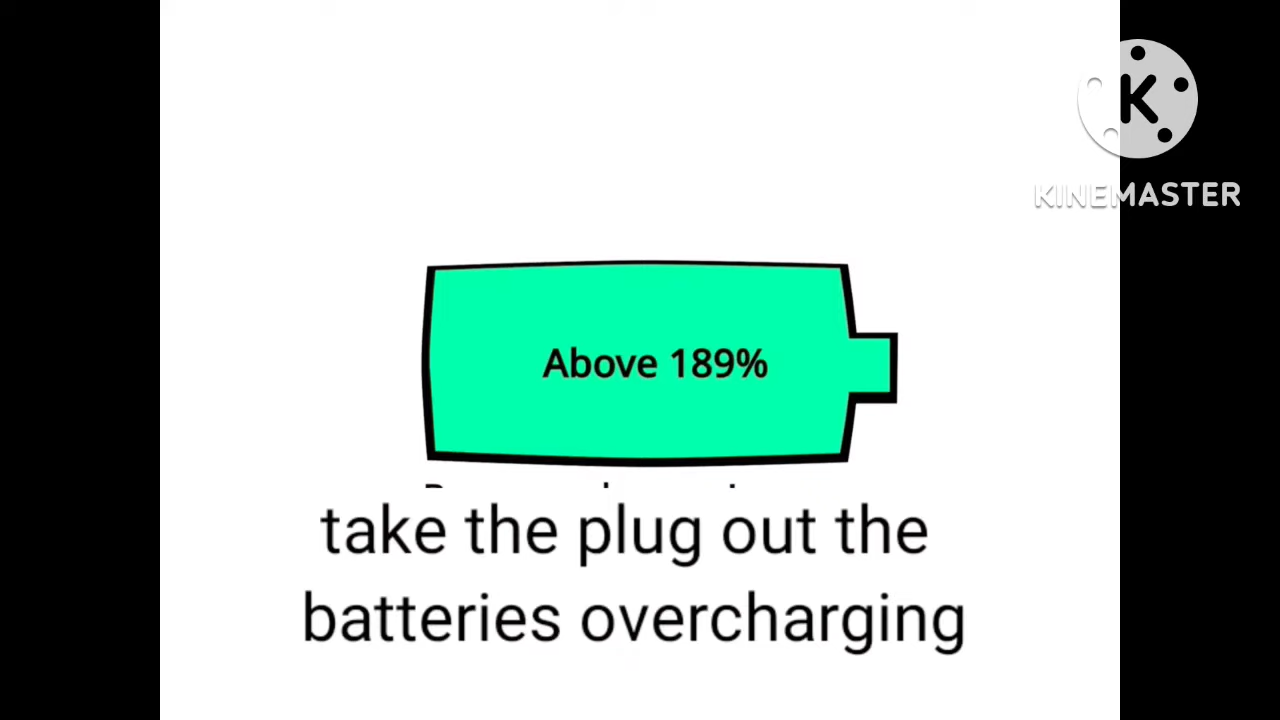 K
KINEMASTER
Above 189%
take the plug out the
batteries overcharging